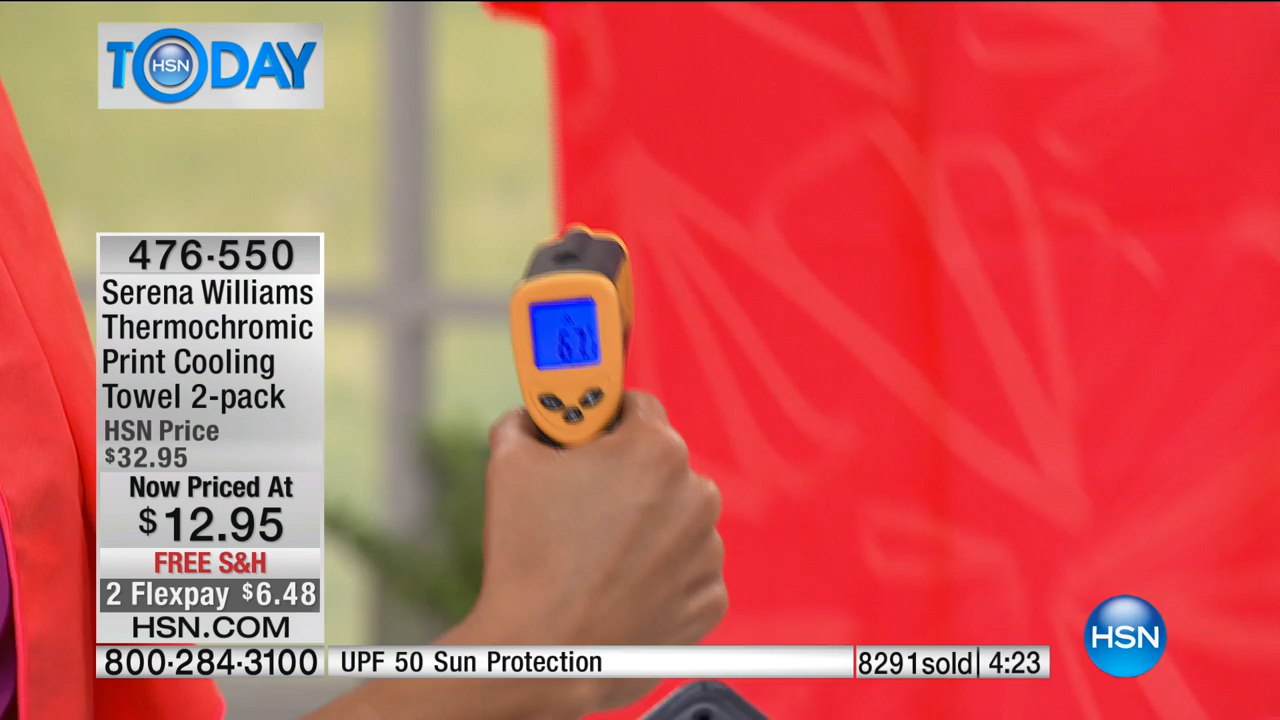 TODAY
HSN
476·550
Serena Williams
Thermochromic
Print Cooling
Towel 2-pack
HSN Price
$32.95
Now Priced At
$12.95
FREE S&H
2 Flexpay $6.48
HSN.COM
800·284·3100
UPF 50 Sun Protection
8291sold
4:23
HSN